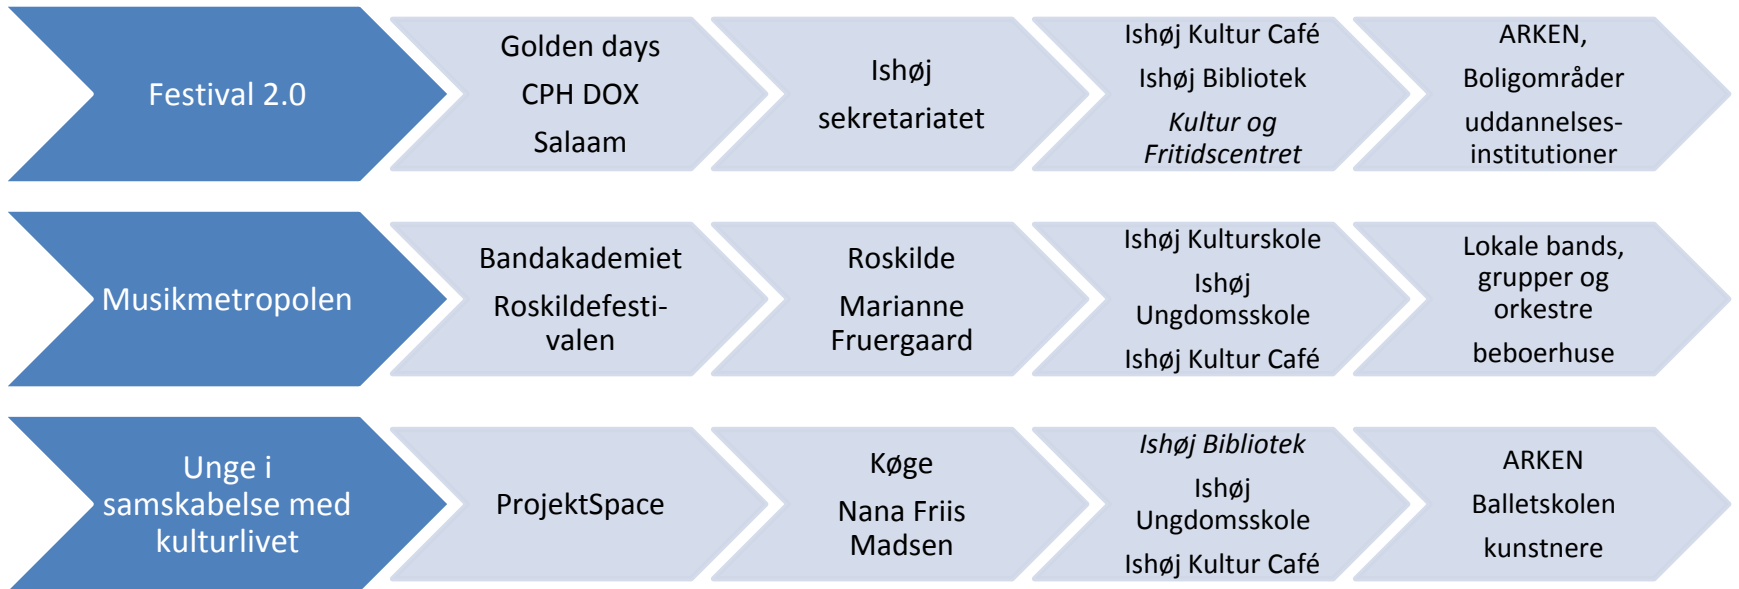 Festival 2.0
Golden days
CPH DOX
Salaam
Ishøj
sekretariatet
Ishøj Kultur Café
Ishøj Bibliotek
Kultur og
Fritidscentret
ARKEN,
Boligområder
uddannelses-
institutioner
Musikmetropolen
Bandakademiet
Roskildefesti-
valen
Roskilde
Marianne
Fruergaard
Ishøj Kulturskole
Ishøj
Ungdomsskole
Ishøj Kultur Café
Lokale bands,
grupper og
orkestre
beboerhuse
Unge i
samskabelse med
kulturlivet
ProjektSpace
Køge
Nana Friis
Madsen
Ishøj Bibliotek
Ishøj
Ungdomsskole
Ishøj Kultur Café
ARKEN
Balletskolen
kunstnere